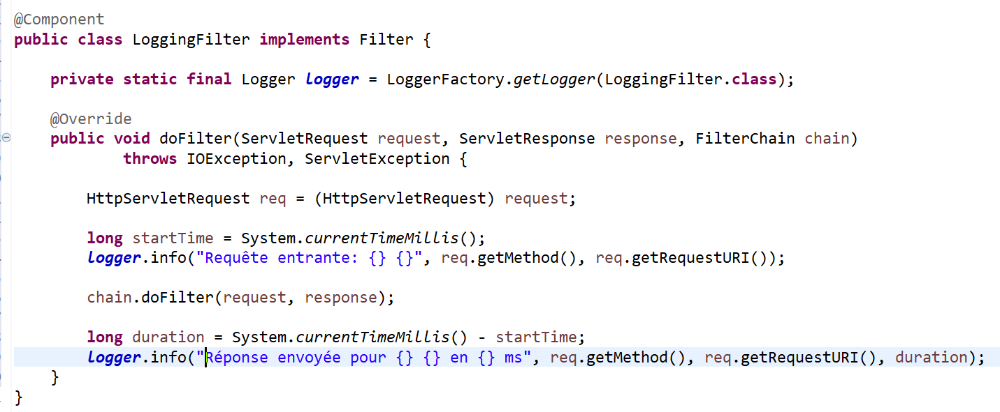 @Component
public class LoggingFilter implements Filter {
private static final Logger logger = LoggerFactory.getLogger(LoggingFilter.class);
@Override
public void doFilter(ServletRequest request, ServletResponse response, FilterChain chain)
throws IOException, ServletException {
HttpServletRequest req = (HttpServletRequest) request;
long startTime = System.currentTimeMillis();
logger.info("Requête entrante: {} {}", req.getMethod(), req.getRequestURI());
chain.doFilter(request, response);
long duration = System.currentTimeMillis() - startTime;
logger.info("Réponse envoyée pour {} {} en {} ms", req.getMethod(), req.getRequestURI(), duration);
}
}